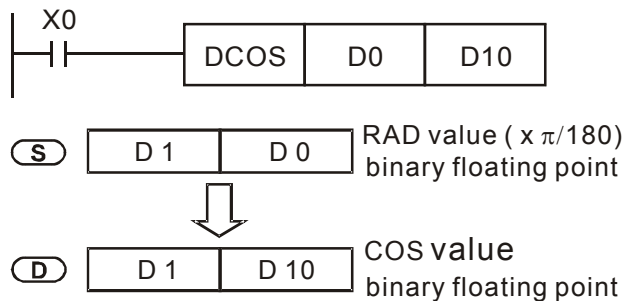 X0
DCOS D0 D10
S D 1 D 0 RAD value ( x π/180)
binary floating point
D D 1 D 10 COS value
binary floating point